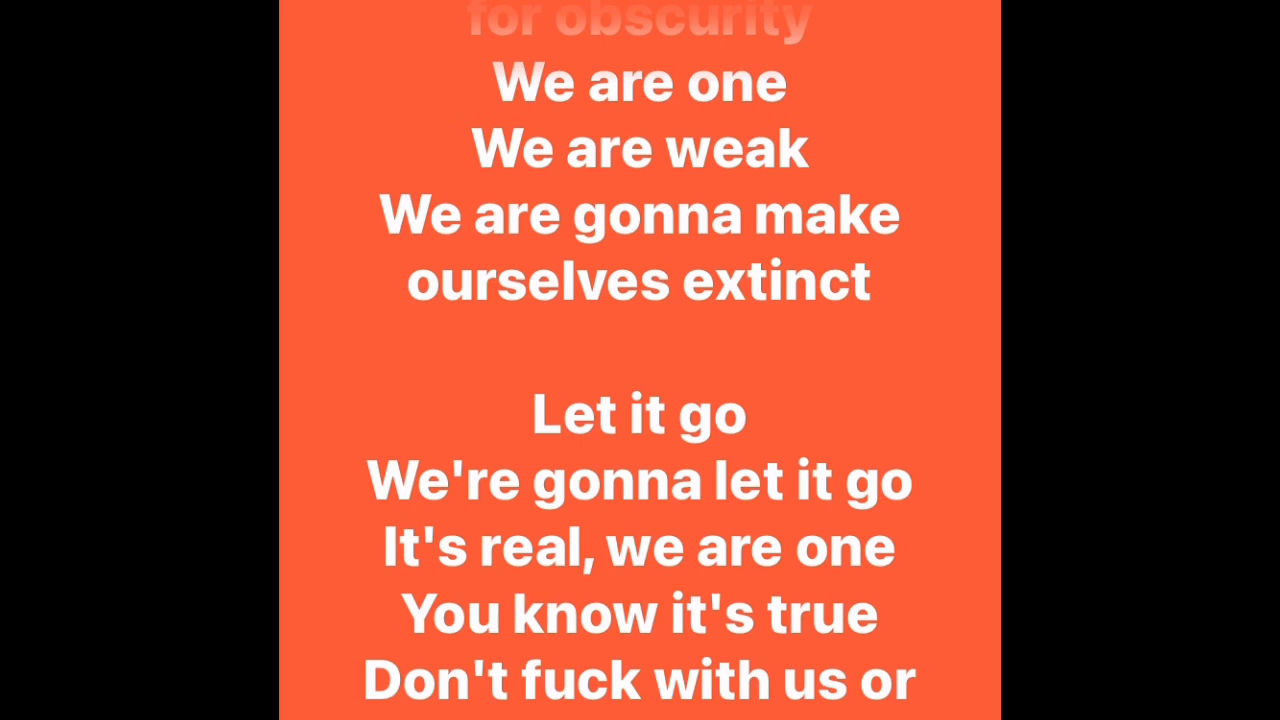 for obscurity
We are one
We are weak
We are gonna make
ourselves extinct
Let it go
We're gonna let it go
It's real, we are one
You know it's true
Don't fuck with us or